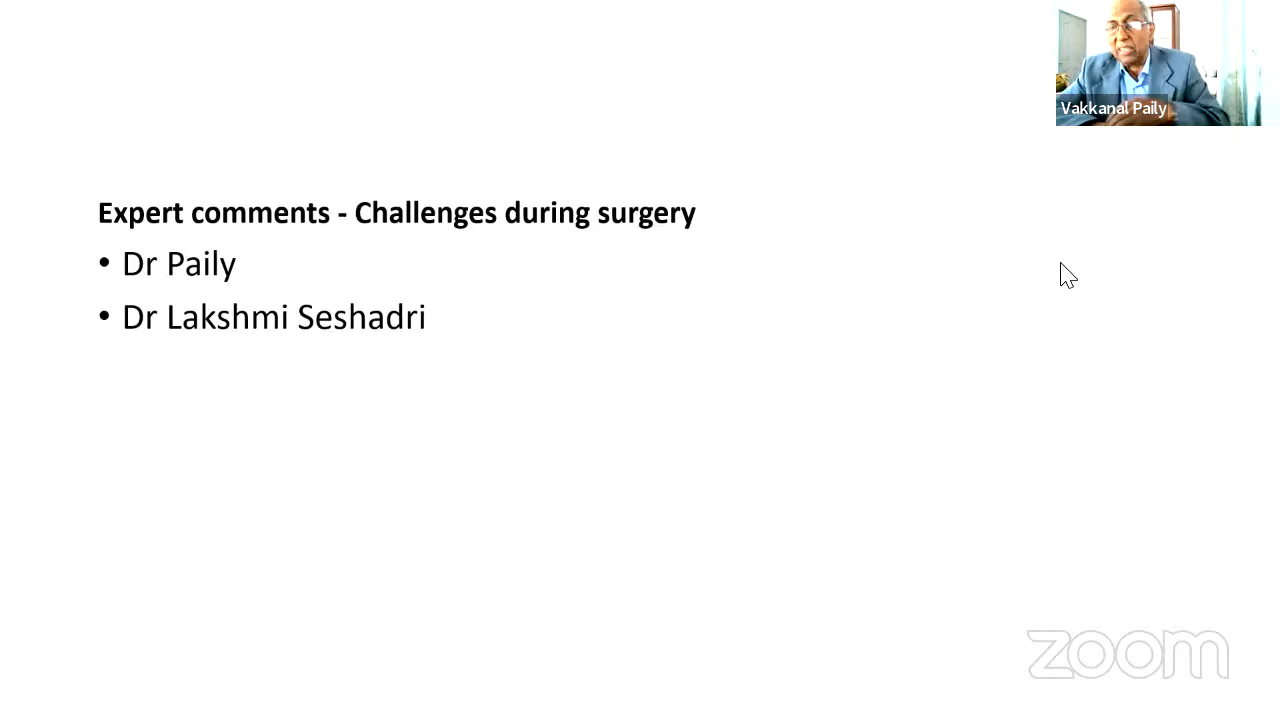 Vakkanal Paily
Expert comments - Challenges during surgery
• Dr Paily
• Dr Lakshmi Seshadri
zoom